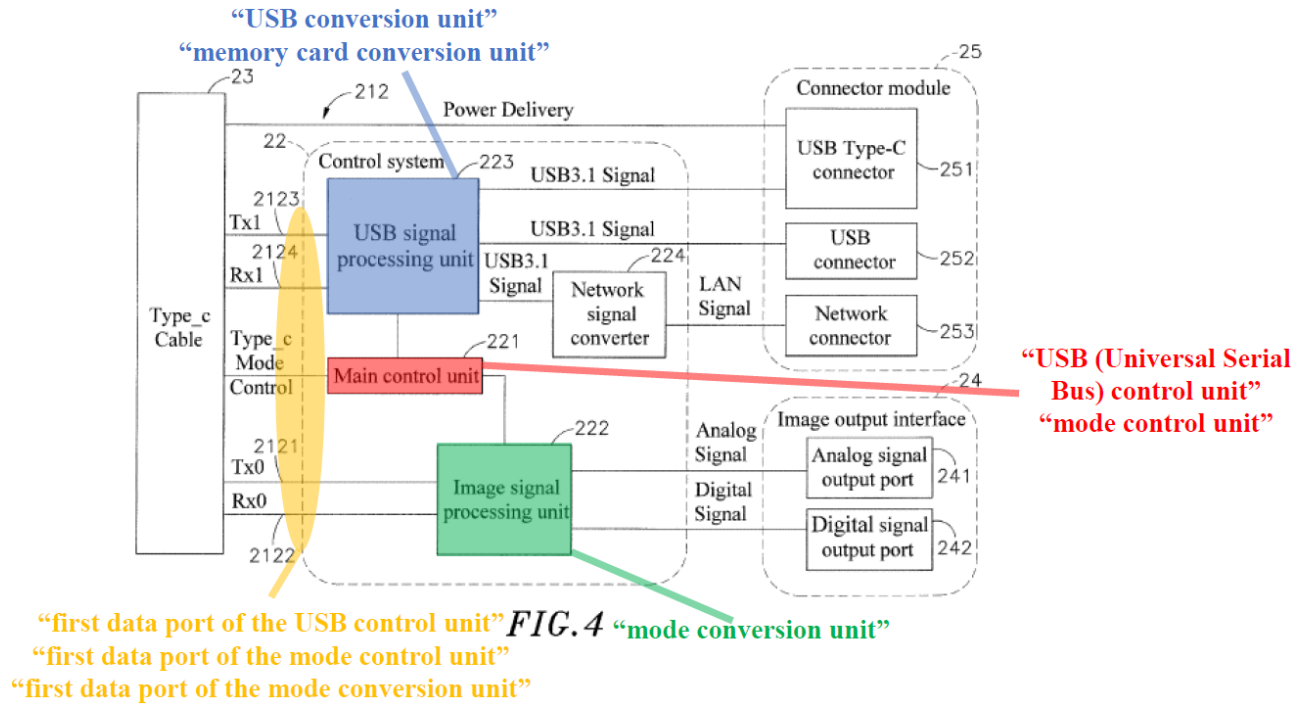 “USB conversion unit”
“memory card conversion unit”
23
212
Power Delivery
25
Connector module
22
Control system
223
USB3.1 Signal
USB Type-C
connector
251
2123
Tx1
USB signal
processing unit
USB3.1 Signal
USB
connector
252
2124
Rx1
USB3.1
Signal
224
Network
signal
converter
LAN
Signal
Network
connector
253
Type_c
Cable
Type_c
Mode
Control
221
Main control unit
“USB (Universal Serial
Bus) control unit”
“mode control unit”
24
Image output interface
2121
Tx0
222
Analog
Signal
Analog signal
output port
241
Rx0
Image signal
processing unit
Digital
Signal
Digital signal
output port
242
2122
“first data port of the USB control unit”
“first data port of the mode control unit”
“first data port of the mode conversion unit”
FIG.4
“mode conversion unit”